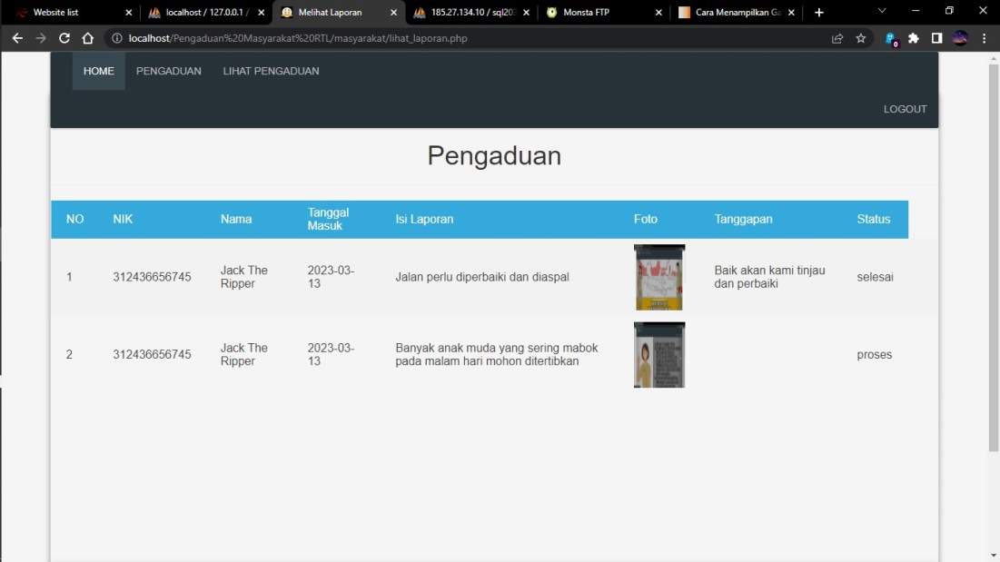 Website list
localhost / 127.0.0.1 /
Melihat Laporan
185.27.134.10 / sql203
Monsta FTP
Cara Menampilkan Ga
localhost/Pengaduan%20Masyarakat%20RTL/masyarakat/lihat_laporan.php
0
HOME PENGADUAN LIHAT PENGADUAN
LOGOUT
Pengaduan
NO NIK Nama Tanggal Masuk Isi Laporan Foto Tanggapan Status
1 312436656745 Jack The Ripper 2023-03-13 Jalan perlu diperbaiki dan diaspal Baik akan kami tinjau dan perbaiki selesai
2 312436656745 Jack The Ripper 2023-03-13 Banyak anak muda yang sering mabok pada malam hari mohon ditertibkan proses